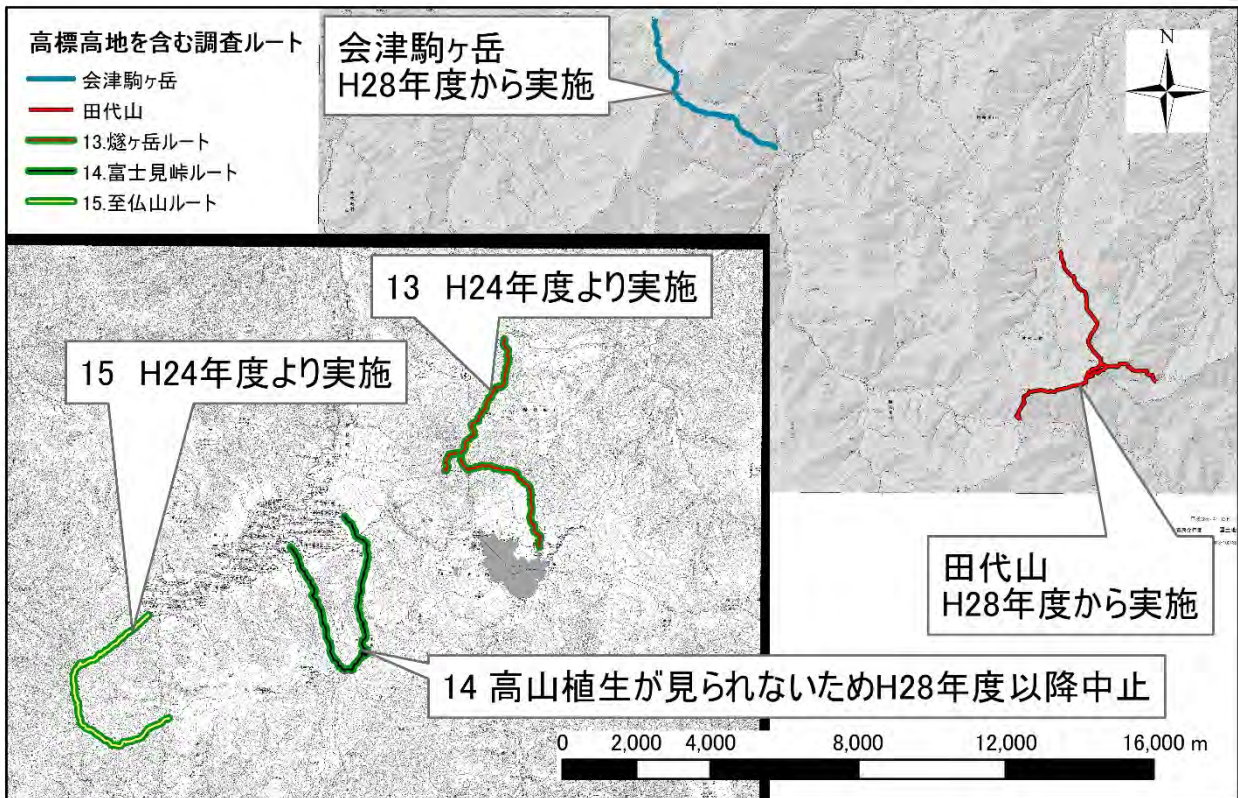 高標高地を含む調査ルート
会津駒ヶ岳
田代山
13.燧ヶ岳ルート
14.富士見峠ルート
15.至仏山ルート
会津駒ヶ岳
H28年度から実施
N
13 H24年度より実施
15 H24年度より実施
田代山
H28年度から実施
14 高山植生が見られないためH28年度以降中止
0 2,000 4,000 8,000 12,000 16,000 m